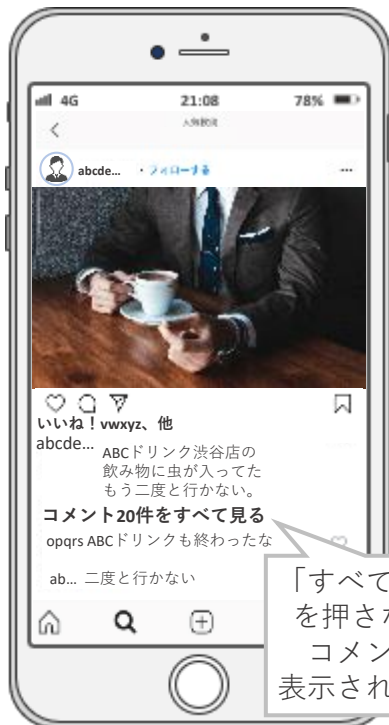 4G 21:08 78%
人気投稿
abcde... ・フォローする ...
いいね！vwxyz、他
abcde... ABCドリンク渋谷店の
飲み物に虫が入ってた
もう二度と行かない。
コメント20件をすべて見る
opqrs ABCドリンクも終わったな
ab... 二度と行かない
「すべて
を押さな
コメン
表示され